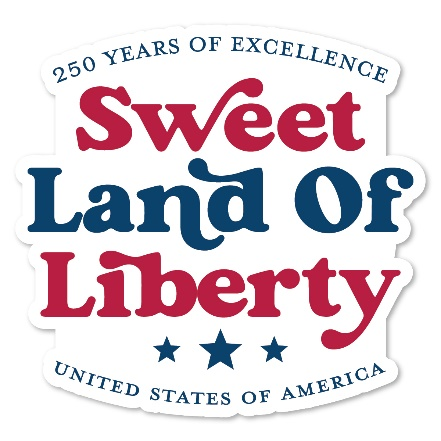 250 YEARS OF EXCELLENCE
Sweet
Land Of
Liberty
UNITED STATES OF AMERICA